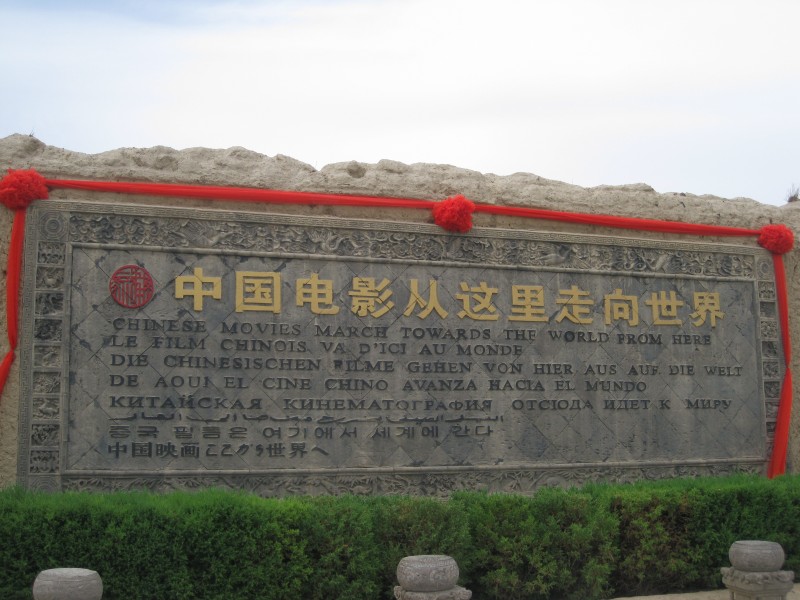 中国电影从这里走向世界
CHINESE MOVIES MARCH TOWARDS THE WORLD FROM HERE
LE FILM CHINOIS VA D'ICI AU MONDE
DIE CHINESISCHEN FILME GEHEN VON HIER AUS AUF DIE WELT
DE AQUI EL CINE CHINO AVANZA HACIA EL MUNDO
КИТАЙСКАЯ КИНЕМАТОГРАФИЯ ОТСЮДА ИДЕТ К МИРУ
중국 필름은 여기에서 세계에 간다
中国映画ここから世界へ